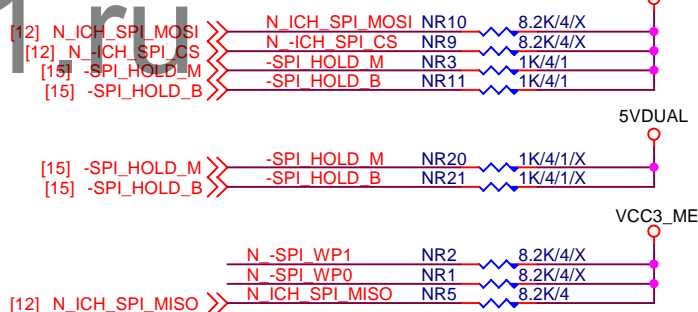 [12] N_ICH_SPI_MOSI N_ICH_SPI_MOSI NR10 8.2K/4/X
[12] N_-ICH_SPI_CS N_-ICH_SPI_CS NR9 8.2K/4/X
[15] -SPI_HOLD_M -SPI_HOLD_M NR3 1K/4/1
[15] -SPI_HOLD_B -SPI_HOLD_B NR11 1K/4/1
5VDUAL
[15] -SPI_HOLD_M -SPI_HOLD_M NR20 1K/4/1/X
[15] -SPI_HOLD_B -SPI_HOLD_B NR21 1K/4/1/X
VCC3_ME
N_-SPI_WP1 NR2 8.2K/4/X
N_-SPI_WP0 NR1 8.2K/4/X
[12] N_ICH_SPI_MISO N_ICH_SPI_MISO NR5 8.2K/4
1.ru